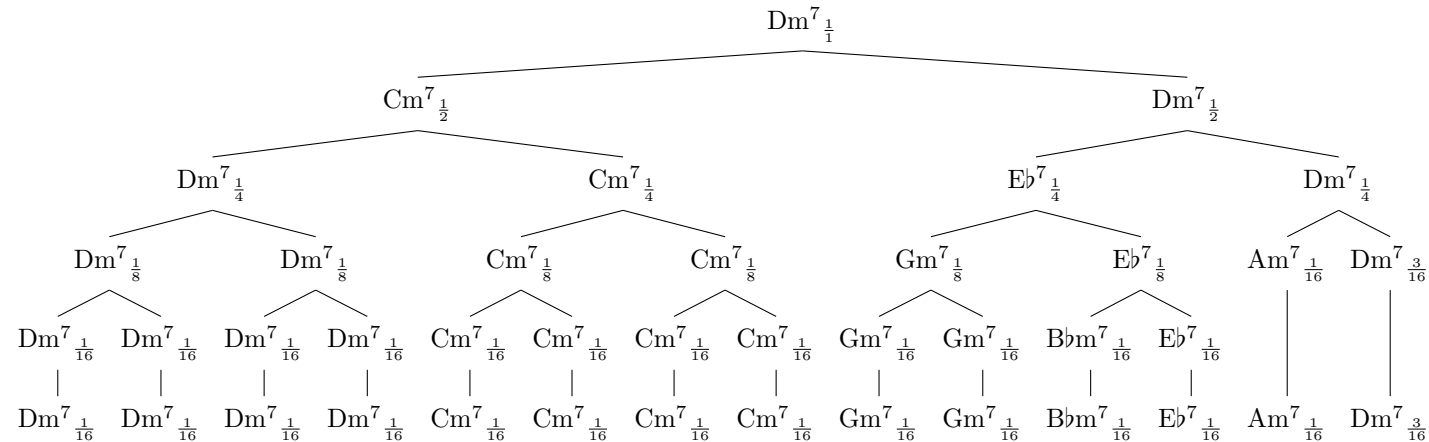 Dm⁷ 1/1
Cm⁷ 1/2 Dm⁷ 1/2
Dm⁷ 1/4 Cm⁷ 1/4 E♭⁷ 1/4 Dm⁷ 1/4
Dm⁷ 1/8 Dm⁷ 1/8 Cm⁷ 1/8 Cm⁷ 1/8 Gm⁷ 1/8 E♭⁷ 1/8 Am⁷ 1/16 Dm⁷ 3/16
Dm⁷ 1/16 Dm⁷ 1/16 Dm⁷ 1/16 Dm⁷ 1/16 Cm⁷ 1/16 Cm⁷ 1/16 Cm⁷ 1/16 Cm⁷ 1/16 Gm⁷ 1/16 Gm⁷ 1/16 B♭m⁷ 1/16 E♭⁷ 1/16
Dm⁷ 1/16 Dm⁷ 1/16 Dm⁷ 1/16 Dm⁷ 1/16 Cm⁷ 1/16 Cm⁷ 1/16 Cm⁷ 1/16 Cm⁷ 1/16 Gm⁷ 1/16 Gm⁷ 1/16 B♭m⁷ 1/16 E♭⁷ 1/16 Am⁷ 1/16 Dm⁷ 3/16